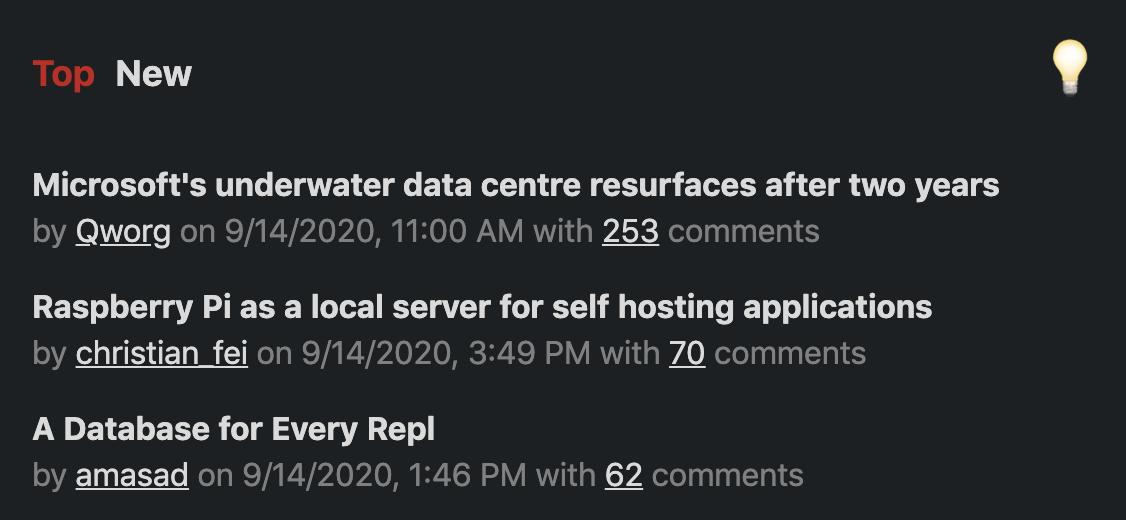 Top New
Microsoft's underwater data centre resurfaces after two years
by Qworg on 9/14/2020, 11:00 AM with 253 comments
Raspberry Pi as a local server for self hosting applications
by christian_fei on 9/14/2020, 3:49 PM with 70 comments
A Database for Every Repl
by amasad on 9/14/2020, 1:46 PM with 62 comments